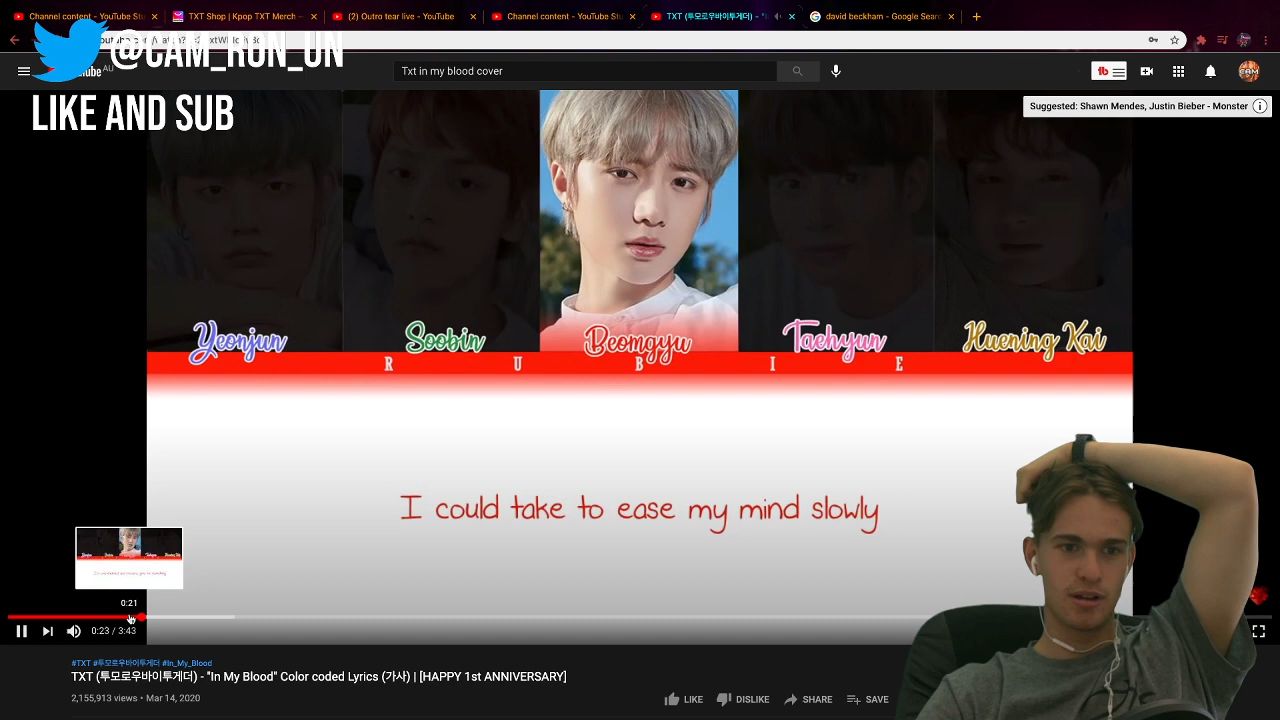 Channel content - YouTube Stu
TXT Shop | Kpop TXT Merch –
(2) Outro tear live - YouTube
Channel content - YouTube Stu
TXT (투모로우바이투게더) - "I
david beckham - Google Sear
@CAM_RUN_UN
Txt in my blood cover
AU
LIKE AND SUB
Suggested: Shawn Mendes, Justin Bieber - Monster
Yeonjun
Soobin
Beomgyu
Taehyun
Huening Kai
R U B I E
I could take to ease my mind slowly
0:21
0:23 / 3:43
#TXT #투모로우바이투게더 #In_My_Blood
TXT (투모로우바이투게더) - "In My Blood" Color coded Lyrics (가사) | [HAPPY 1st ANNIVERSARY]
2,155,913 views • Mar 14, 2020
LIKE
DISLIKE
SHARE
SAVE